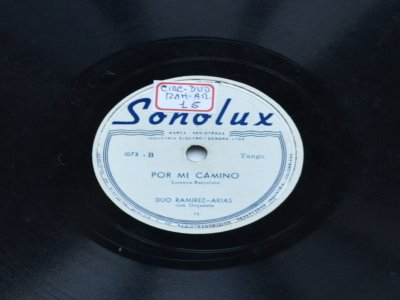 CIRC-DUO
RAM-AR
15
Sonolux
MARCA REGISTRADA
INDUSTRIA ELECTRO-SONORA LTDA.
1073 - B
Tango
POR MI CAMINO
DUO RAMIREZ-ARIAS
con Orquesta
78